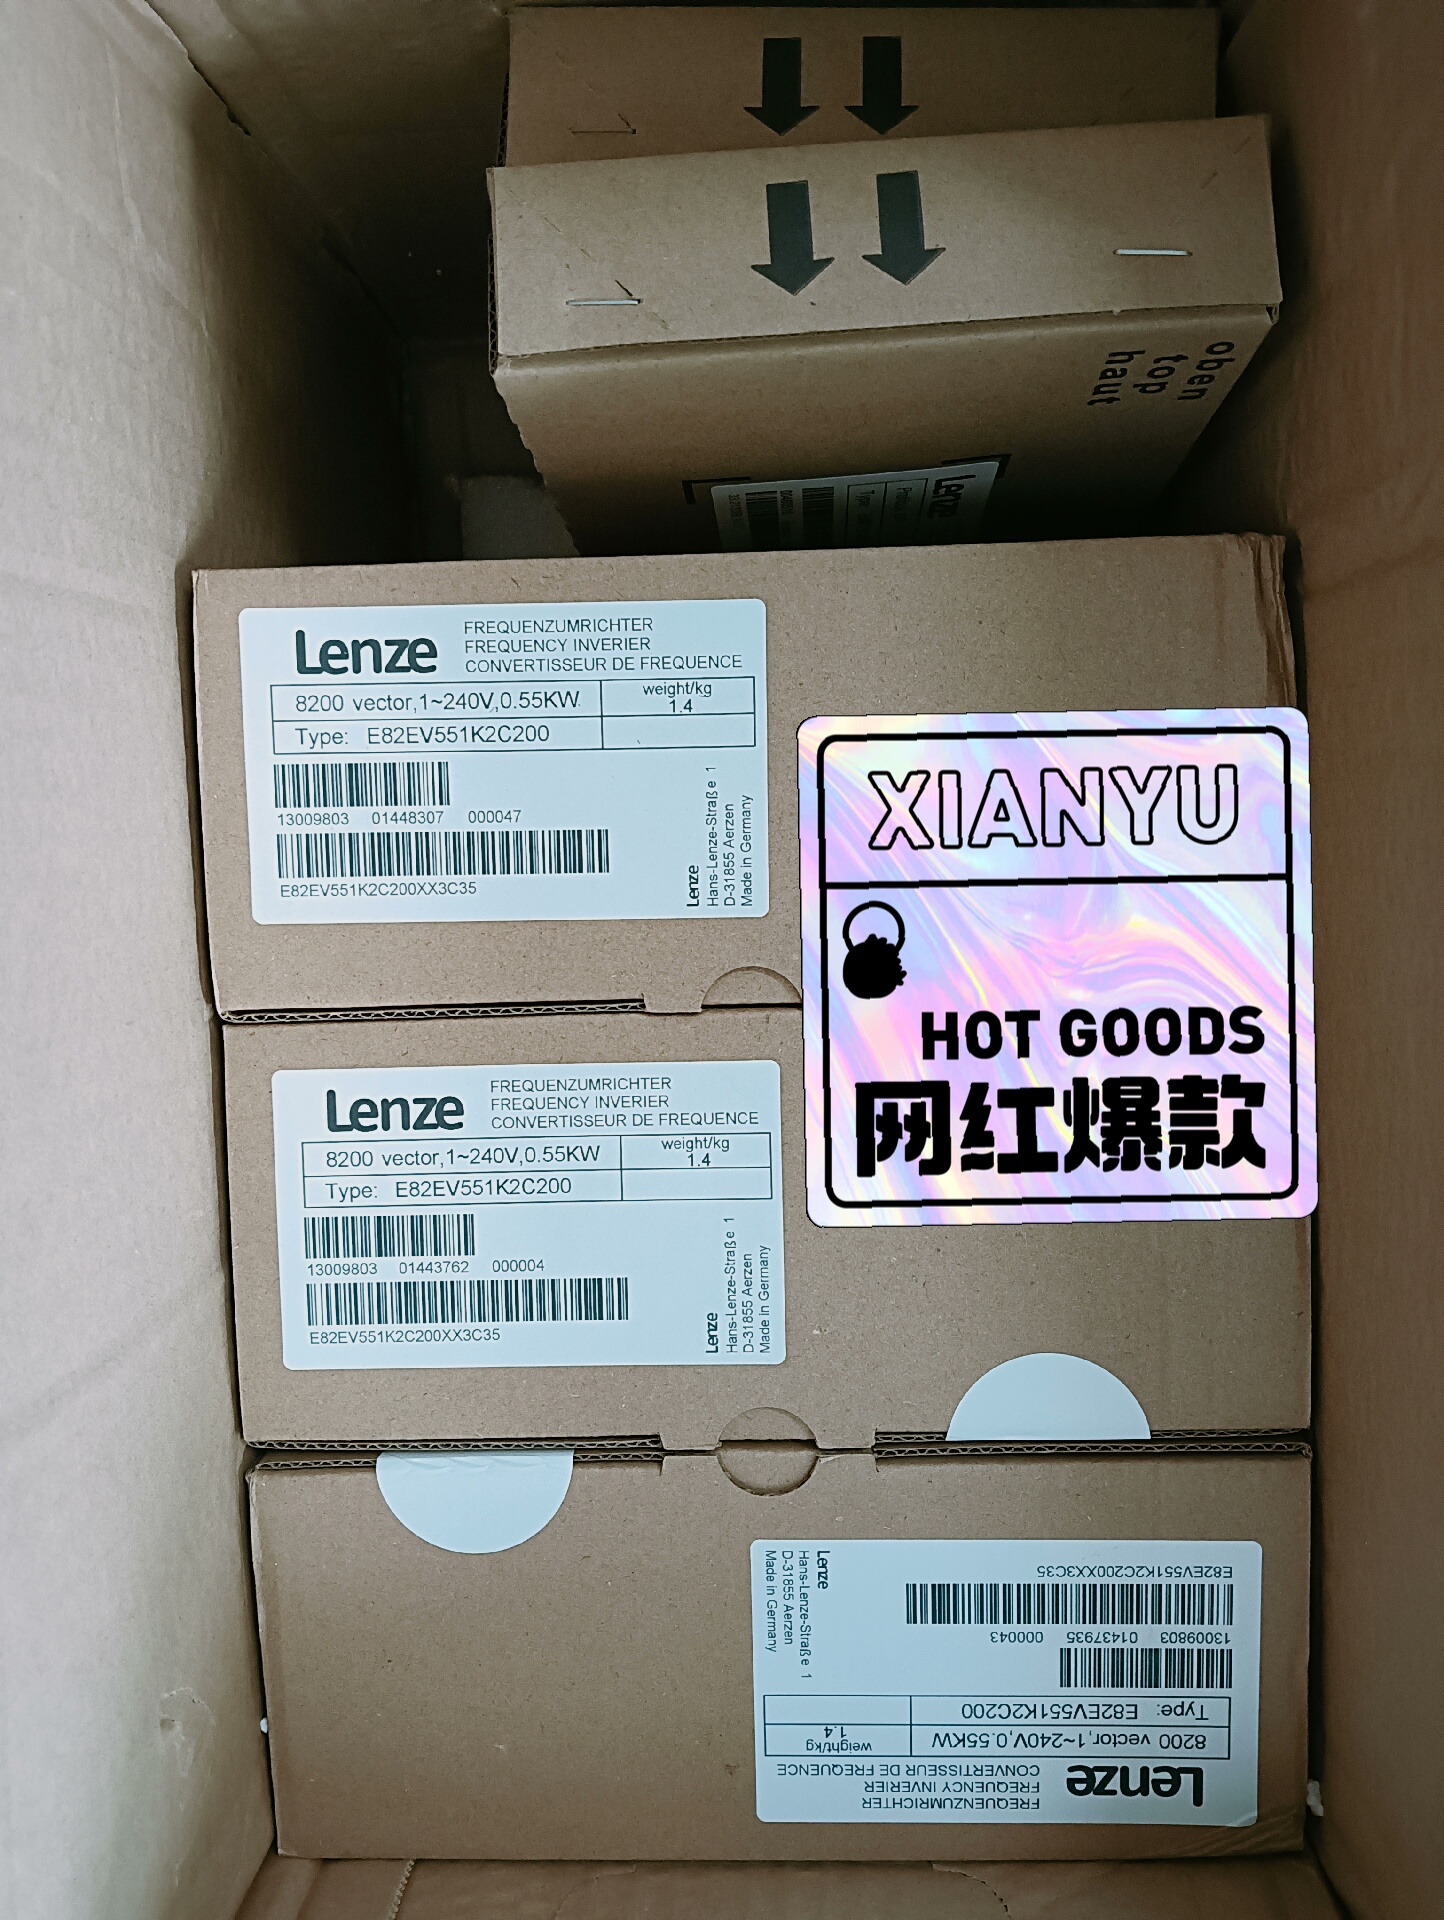 oben
top
haut
Lenze
Lenze
FREQUENZUMRICHTER
FREQUENCY INVERIER
CONVERTISSEUR DE FREQUENCE
8200 vector,1~240V,0.55KW
weight/kg
1.4
Type: E82EV551K2C200
13009803 01448307 000047
E82EV551K2C200XX3C35
Lenze
Hans-Lenze-Straße 1
D-31855 Aerzen
Made in Germany
XIANYU
HOT GOODS
网红爆款
Lenze
FREQUENZUMRICHTER
FREQUENCY INVERIER
CONVERTISSEUR DE FREQUENCE
8200 vector,1~240V,0.55KW
weight/kg
1.4
Type: E82EV551K2C200
13009803 01443762 000004
E82EV551K2C200XX3C35
Lenze
Hans-Lenze-Straße 1
D-31855 Aerzen
Made in Germany
Lenze
FREQUENZUMRICHTER
FREQUENCY INVERIER
CONVERTISSEUR DE FREQUENCE
8200 vector,1~240V,0.55KW
weight/kg
1.4
Type: E82EV551K2C200
13009803 01437935 000043
E82EV551K2C200XX3C35
Lenze
Hans-Lenze-Straße 1
D-31855 Aerzen
Made in Germany